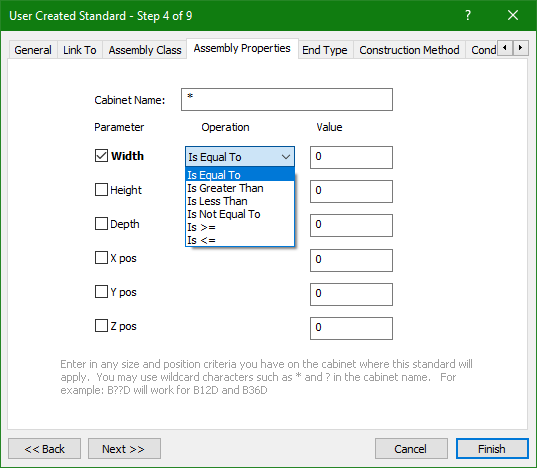 User Created Standard - Step 4 of 9
?
General Link To Assembly Class Assembly Properties End Type Construction Method Cond
Cabinet Name: *
Parameter Operation Value
Width Is Equal To 0
Is Equal To
Height Is Greater Than 0
Is Less Than
Is Not Equal To
Depth Is >= 0
Is <=
X pos 0
Y pos 0
Z pos 0
Enter in any size and position criteria you have on the cabinet where this standard will
apply. You may use wildcard characters such as * and ? in the cabinet name. For
example: B??D will work for B12D and B36D
<< Back Next >> Cancel Finish